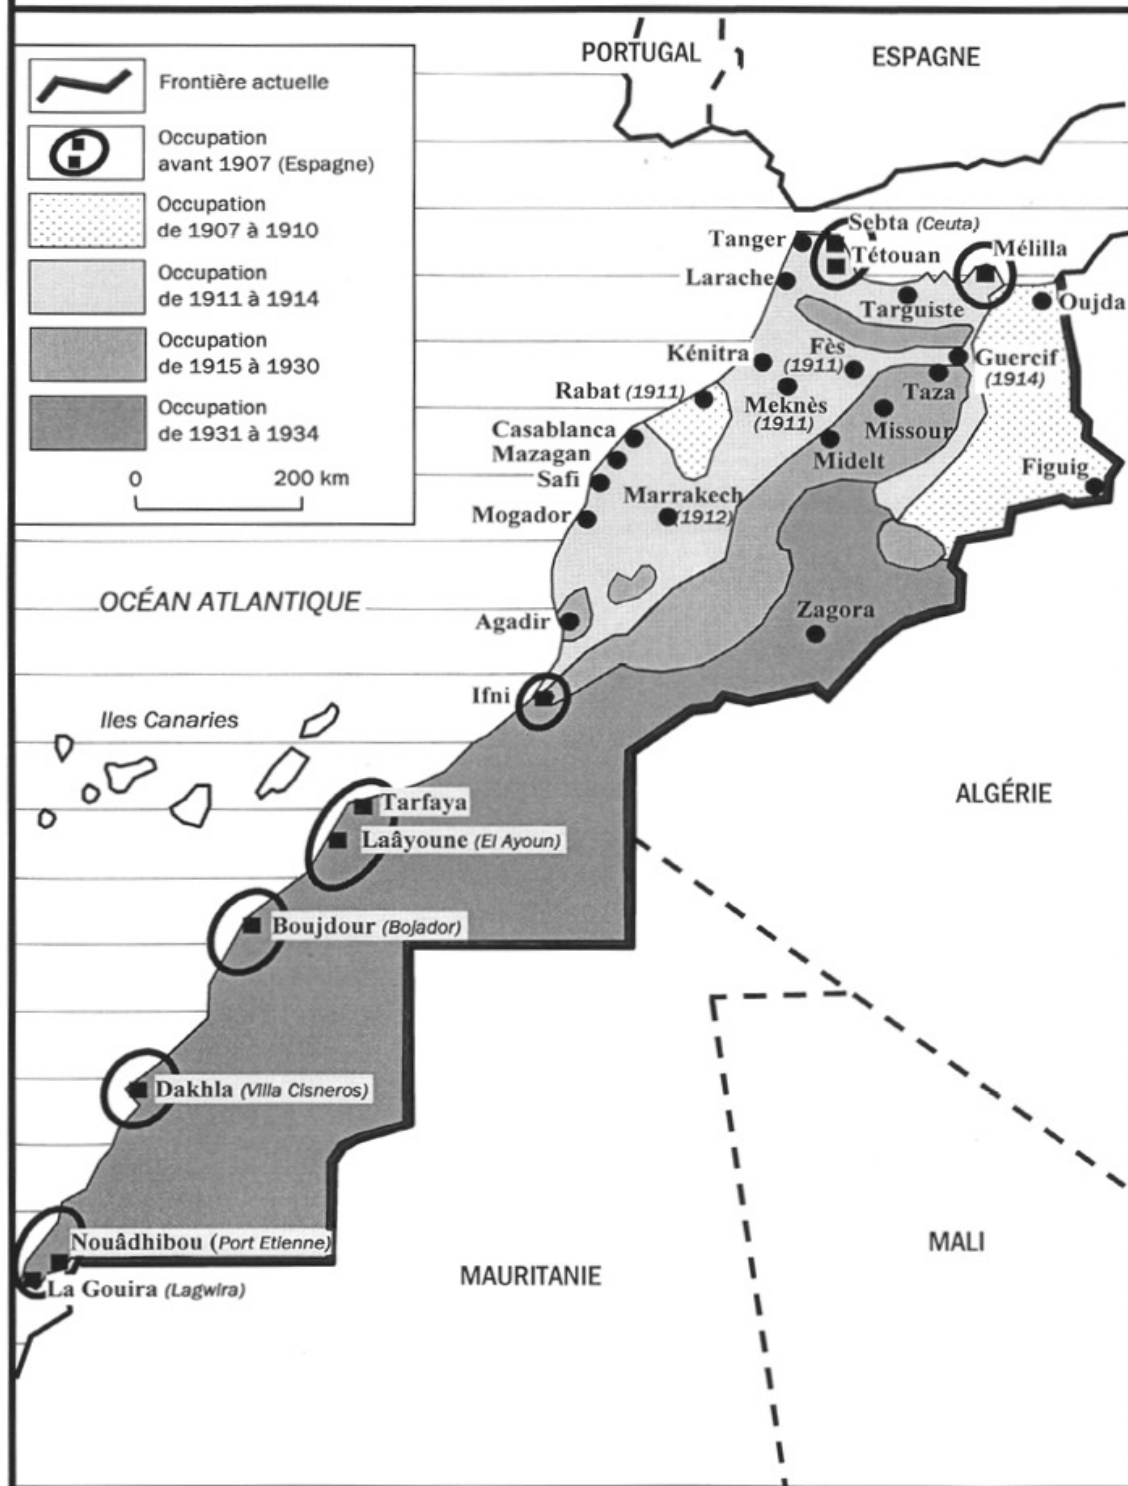 PORTUGAL
ESPAGNE
Frontière actuelle
Occupation
avant 1907 (Espagne)
Occupation
de 1907 à 1910
Occupation
de 1911 à 1914
Occupation
de 1915 à 1930
Occupation
de 1931 à 1934
0 200 km
Sebta (Ceuta)
Tanger
Tétouan
Mélilla
Larache
Targuiste
Oujda
Kénitra
Fès
(1911)
Guercif
(1914)
Rabat (1911)
Meknès
(1911)
Taza
Missour
Casablanca
Mazagan
Midelt
Safi
Figuig
Marrakech
(1912)
Mogador
OCÉAN ATLANTIQUE
Agadir
Zagora
Ifni
Iles Canaries
ALGÉRIE
Tarfaya
Laâyoune (El Ayoun)
Boujdour (Bojador)
Dakhla (Villa Cisneros)
Nouâdhibou (Port Etienne)
La Gouira (Lagwira)
MAURITANIE
MALI